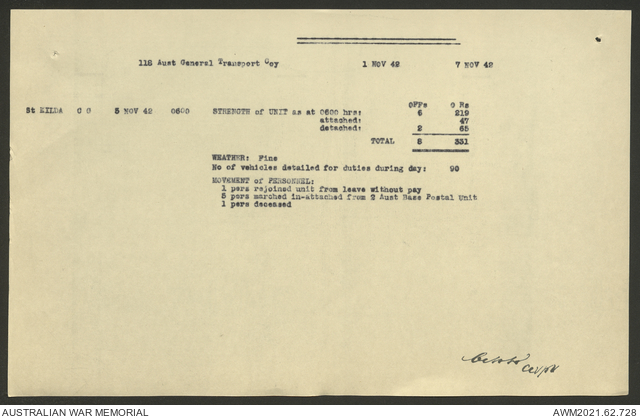 118 Aust General Transport Coy 1 NOV 42 7 NOV 42
OFFs O Rs
St KILDA C O 5 NOV 42 0600 STRENGTH of UNIT as at 0600 hrs: 6 219
attached: 47
detached: 2 65
TOTAL 8 331
WEATHER: Fine
No of vehicles detailed for duties during day: 90
MOVEMENT of PERSONNEL:
1 pers rejoined unit from leave without pay
5 pers marched in-attached from 2 Aust Base Postal Unit
1 pers deceased
AUSTRALIAN WAR MEMORIAL AWM2021.62.728